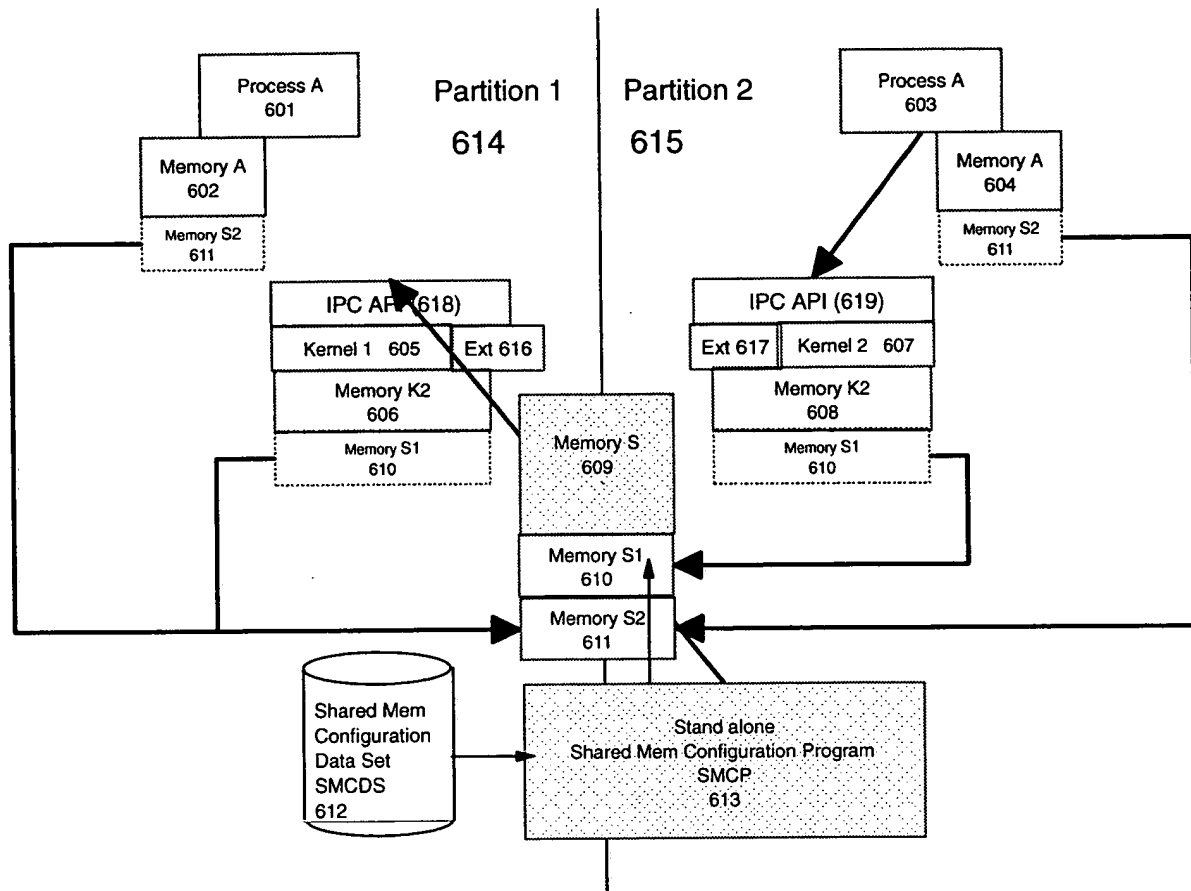 Process A
601
Partition 1
614
Partition 2
615
Process A
603
Memory A
602
Memory S2
611
Memory A
604
Memory S2
611
IPC API (618)
Kernel 1 605
Ext 616
Memory K2
606
Memory S1
610
IPC API (619)
Ext 617
Kernel 2 607
Memory K2
608
Memory S1
610
Memory S
609
Memory S1
610
Memory S2
611
Shared Mem
Configuration
Data Set
SMCDS
612
Stand alone
Shared Mem Configuration Program
SMCP
613